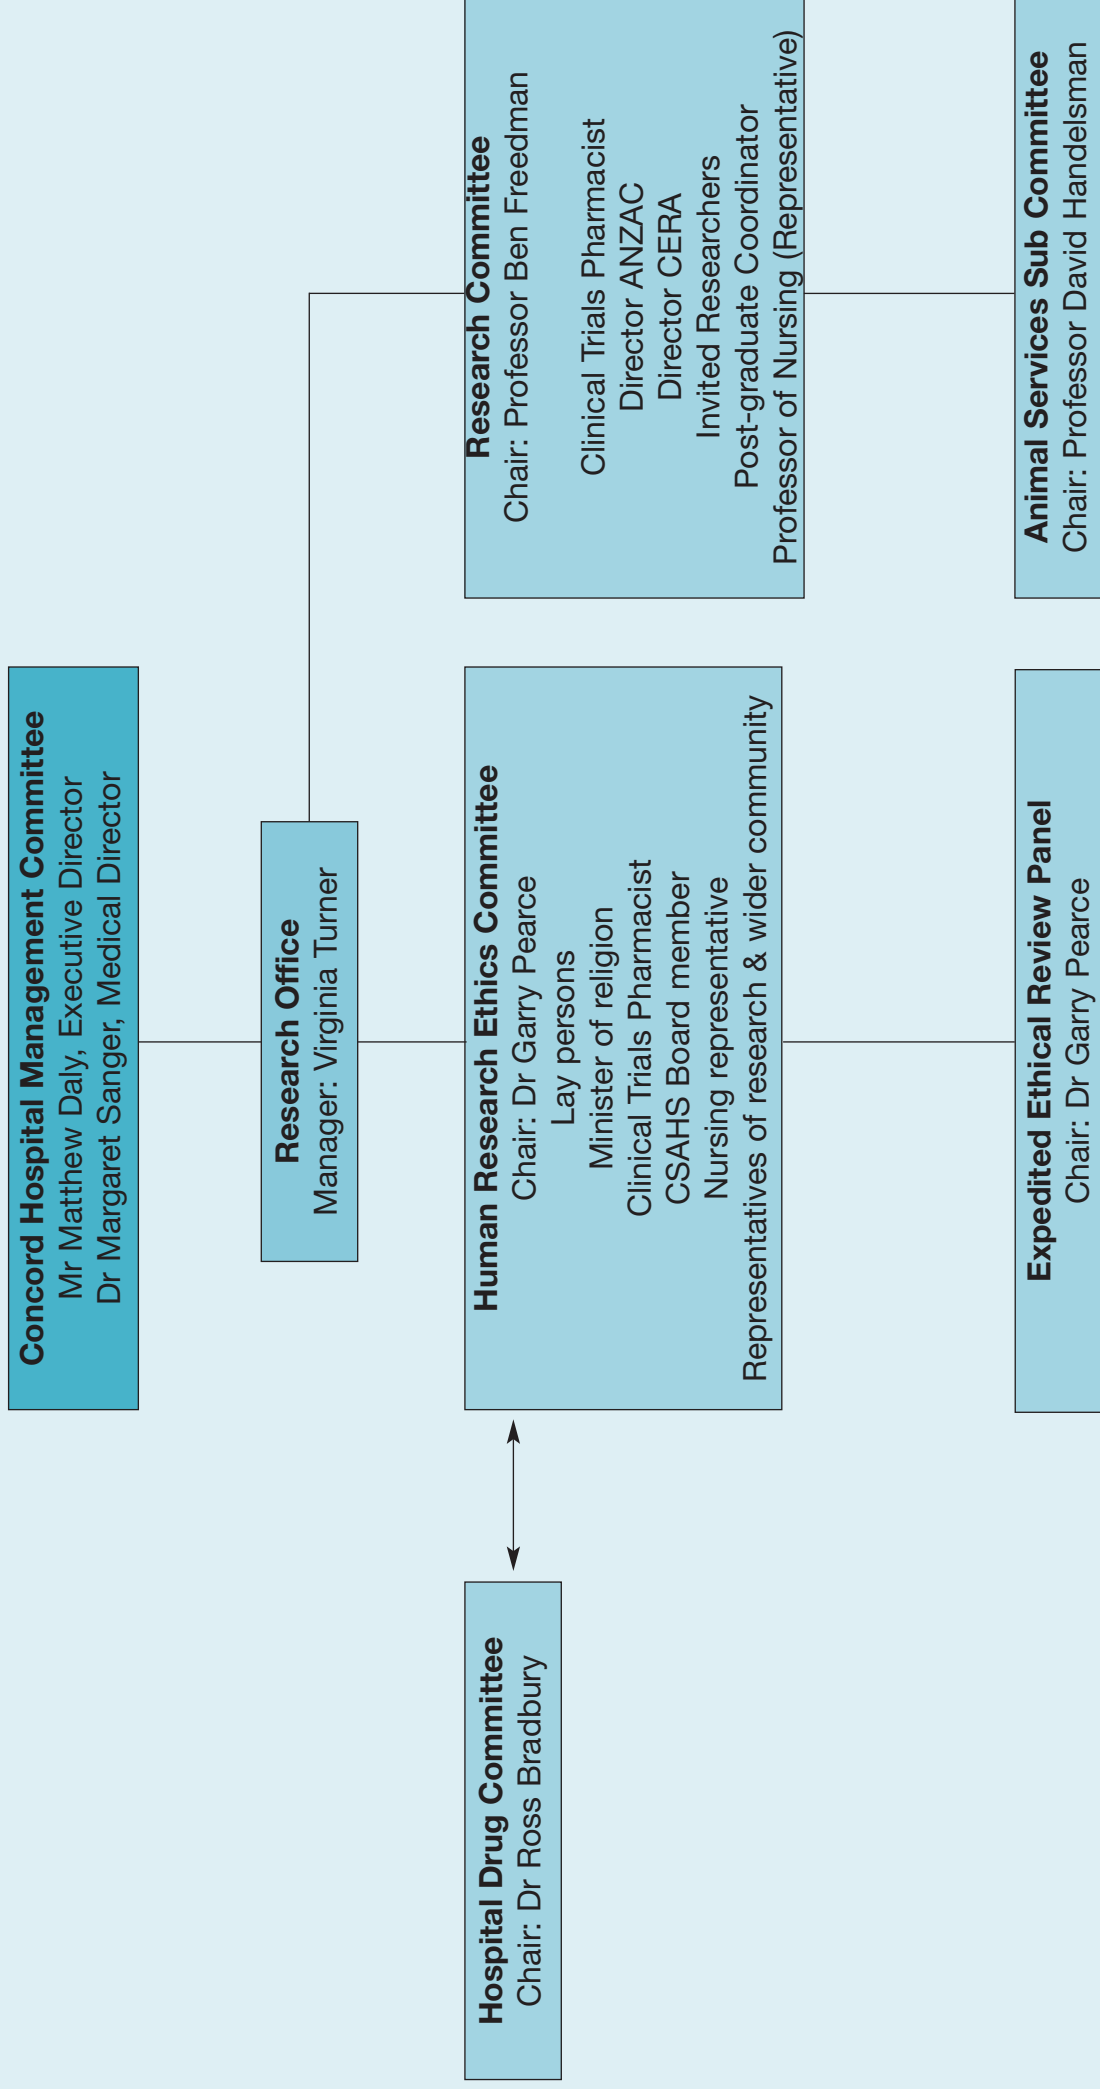 Concord Hospital Management Committee
Mr Matthew Daly, Executive Director
Dr Margaret Sanger, Medical Director
Research Office
Manager: Virginia Turner
Hospital Drug Committee
Chair: Dr Ross Bradbury
Human Research Ethics Committee
Chair: Dr Garry Pearce
Lay persons
Minister of religion
Clinical Trials Pharmacist
CSAHS Board member
Nursing representative
Representatives of research & wider community
Research Committee
Chair: Professor Ben Freedman
Clinical Trials Pharmacist
Director ANZAC
Director CERA
Invited Researchers
Post-graduate Coordinator
Professor of Nursing (Representative)
Expedited Ethical Review Panel
Chair: Dr Garry Pearce
Animal Services Sub Committee
Chair: Professor David Handelsman